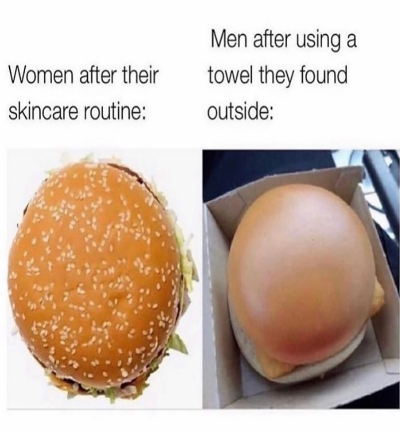 Women after their
skincare routine:
Men after using a
towel they found
outside: